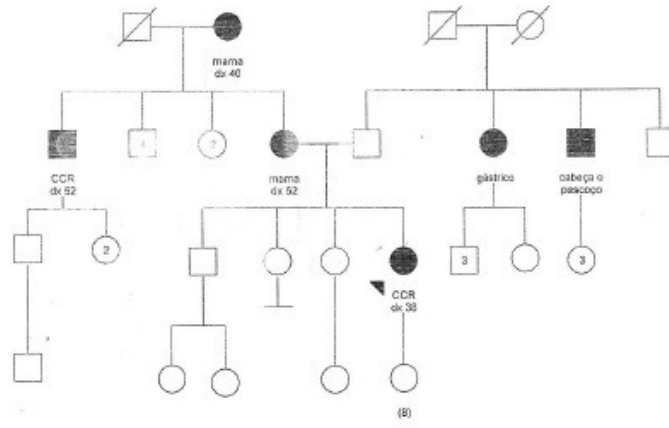 mama
dx 40
4
2
CCR
dx 52
mama
dx 52
gástrico
cabeça e
pescoço
2
3
3
CCR
dx 38
(8)